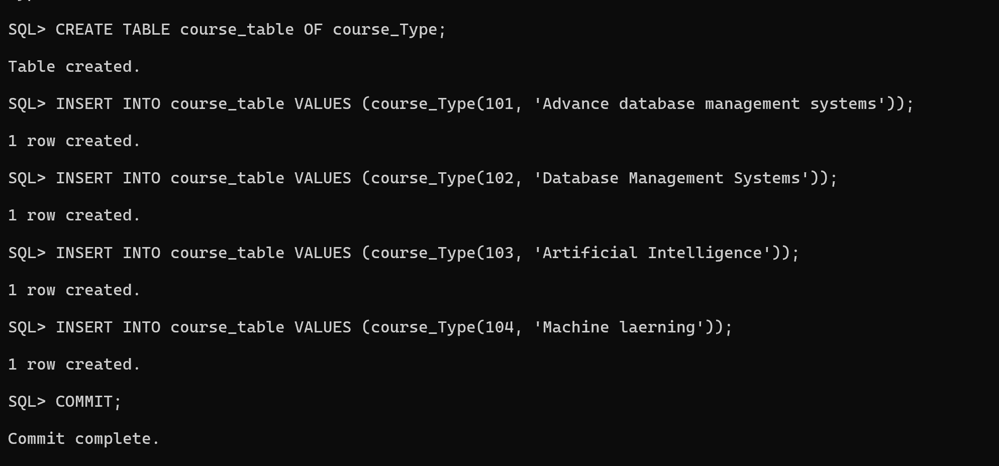 SQL> CREATE TABLE course_table OF course_Type;
Table created.
SQL> INSERT INTO course_table VALUES (course_Type(101, 'Advance database management systems'));
1 row created.
SQL> INSERT INTO course_table VALUES (course_Type(102, 'Database Management Systems'));
1 row created.
SQL> INSERT INTO course_table VALUES (course_Type(103, 'Artificial Intelligence'));
1 row created.
SQL> INSERT INTO course_table VALUES (course_Type(104, 'Machine laerning'));
1 row created.
SQL> COMMIT;
Commit complete.